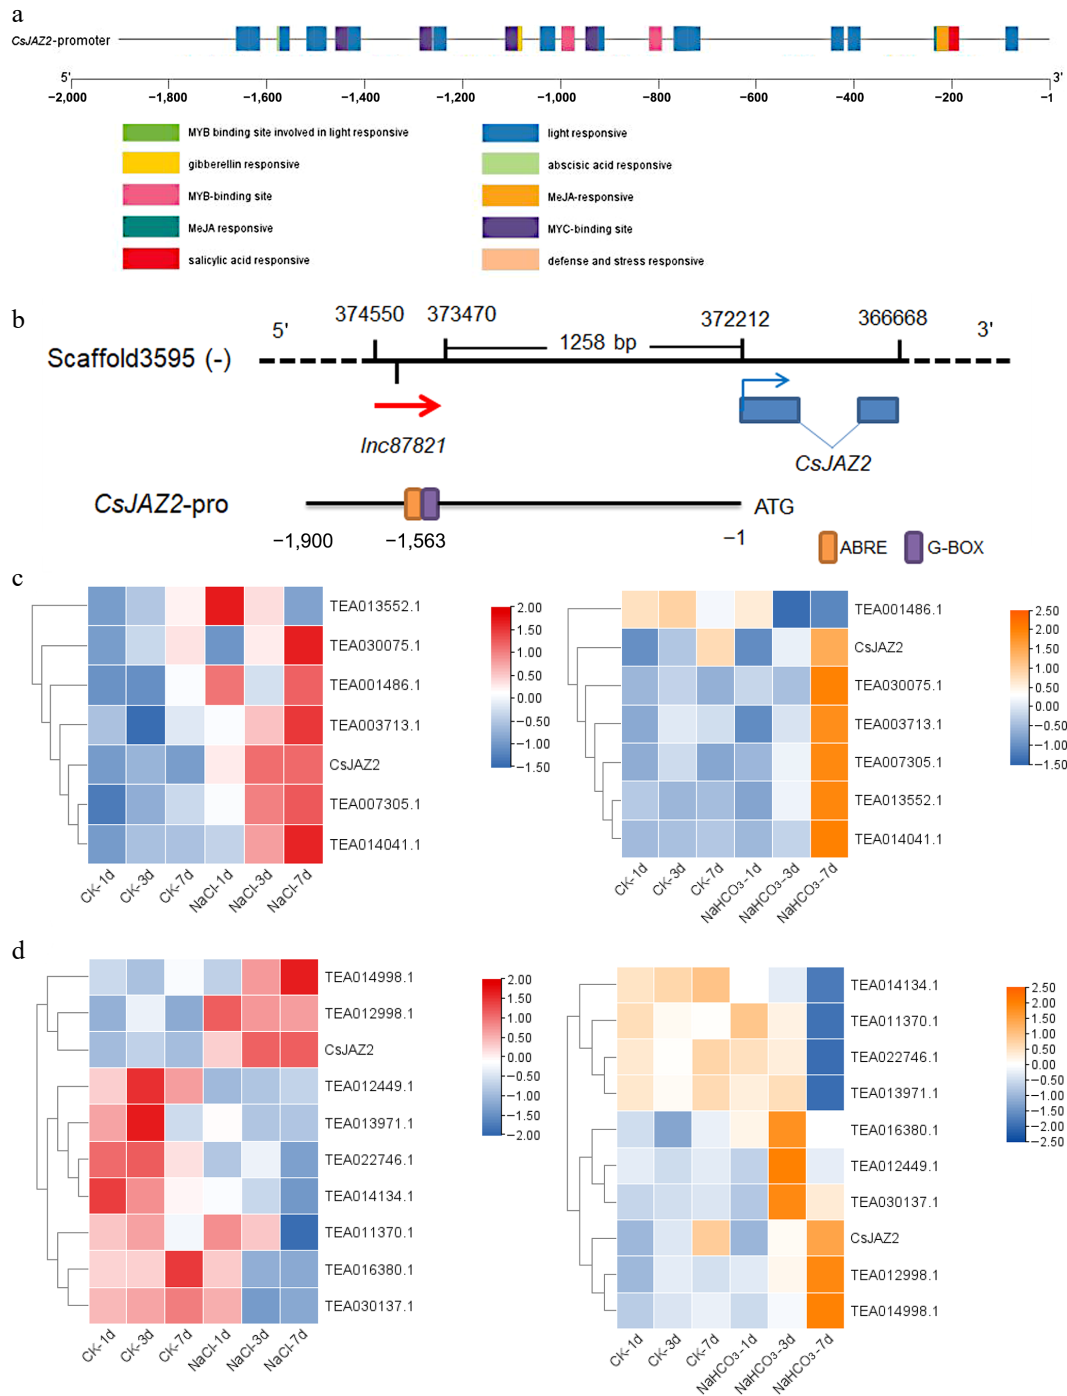 a
CsJAZ2-promoter
5' 3'
−2,000 −1,800 −1,600 −1,400 −1,200 −1,000 −800 −600 −400 −200 −1
MYB binding site involved in light responsive
light responsive
gibberellin responsive
abscisic acid responsive
MYB-binding site
MeJA-responsive
MeJA responsive
MYC-binding site
salicylic acid responsive
defense and stress responsive
b
374550 373470 372212 366668
5' 3'
Scaffold3595 (-)
1258 bp
lnc87821
CsJAZ2
CsJAZ2-pro
ATG
−1,900 −1,563 −1
ABRE G-BOX
c
TEA013552.1
TEA030075.1
TEA001486.1
TEA003713.1
CsJAZ2
TEA007305.1
TEA014041.1
CK-1d CK-3d CK-7d NaCl-1d NaCl-3d NaCl-7d
2.00
1.50
1.00
0.50
0.00
−0.50
−1.00
−1.50
TEA001486.1
CsJAZ2
TEA030075.1
TEA003713.1
TEA007305.1
TEA013552.1
TEA014041.1
CK-1d CK-3d CK-7d NaHCO₃-1d NaHCO₃-3d NaHCO₃-7d
2.50
2.00
1.50
1.00
0.50
0.00
−0.50
−1.00
−1.50
d
TEA014998.1
TEA012998.1
CsJAZ2
TEA012449.1
TEA013971.1
TEA022746.1
TEA014134.1
TEA011370.1
TEA016380.1
TEA030137.1
CK-1d CK-3d CK-7d NaCl-1d NaCl-3d NaCl-7d
2.00
1.50
1.00
0.50
0.00
−0.50
−1.00
−1.50
−2.00
TEA014134.1
TEA011370.1
TEA022746.1
TEA013971.1
TEA016380.1
TEA012449.1
TEA030137.1
CsJAZ2
TEA012998.1
TEA014998.1
CK-1d CK-3d CK-7d NaHCO₃-1d NaHCO₃-3d NaHCO₃-7d
2.50
2.00
1.50
1.00
0.50
0.00
−0.50
−1.00
−1.50
−2.00
−2.50